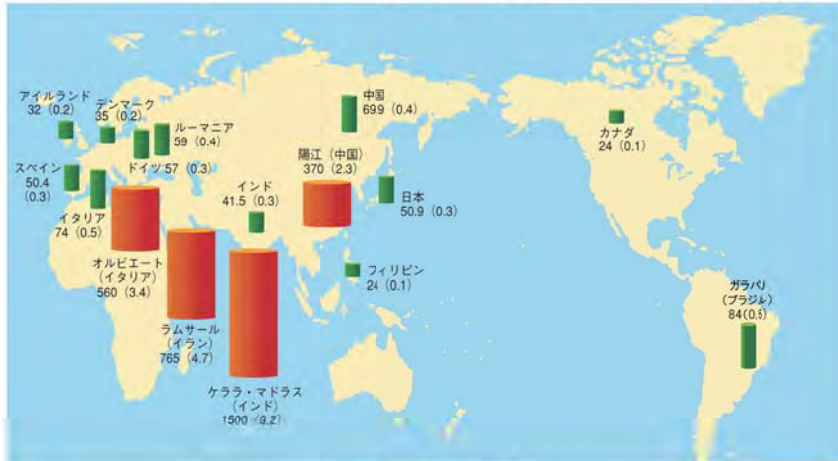 アイルランド
32（0.2）
デンマーク
35（0.2）
ルーマニア
59（0.4）
ドイツ 57（0.3）
スペイン
50.4
（0.3）
イタリア
74（0.5）
オルビエート
（イタリア）
560（3.4）
ラムサール
（イラン）
765（4.7）
インド
41.5（0.3）
ケララ・マドラス
（インド）
1500
中国
69.9（0.4）
陽江（中国）
370（2.3）
日本
50.9（0.3）
フィリピン
24（0.1）
カナダ
24（0.1）
ガラパリ
（ブラジル）
84